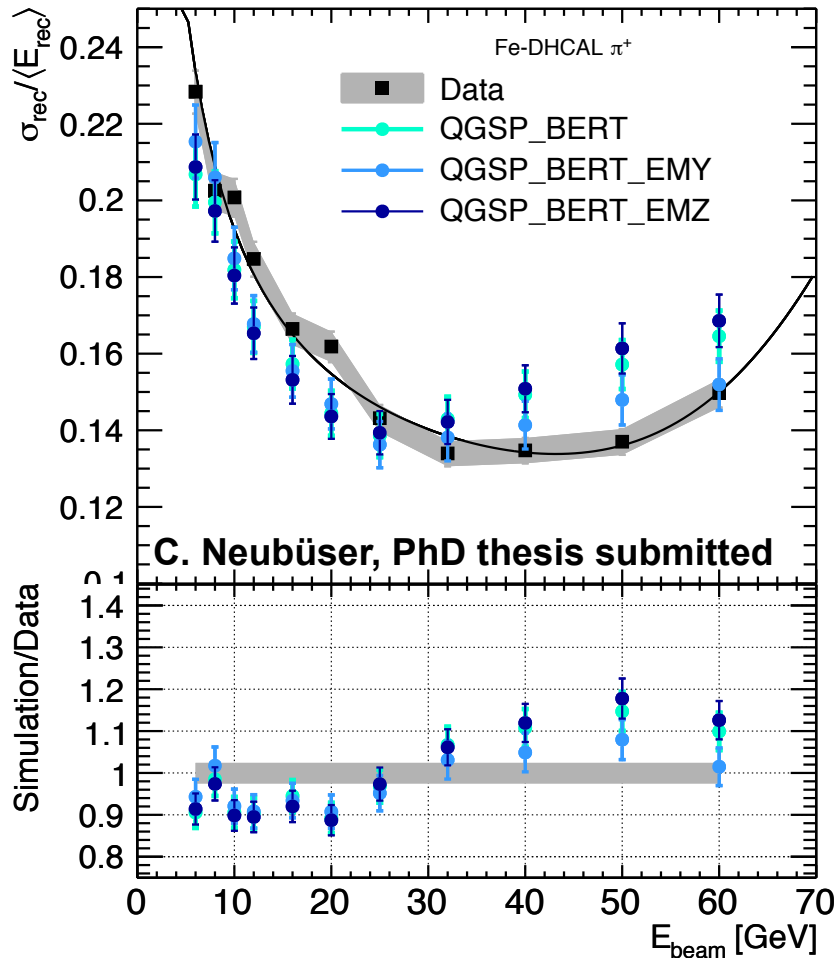 σrec/⟨Erec⟩
Fe-DHCAL π+
Data
QGSP_BERT
QGSP_BERT_EMY
QGSP_BERT_EMZ
0.24
0.22
0.2
0.18
0.16
0.14
0.12
0.1
C. Neubüser, PhD thesis submitted
Simulation/Data
1.4
1.3
1.2
1.1
1
0.9
0.8
0 10 20 30 40 50 60 70
Ebeam [GeV]